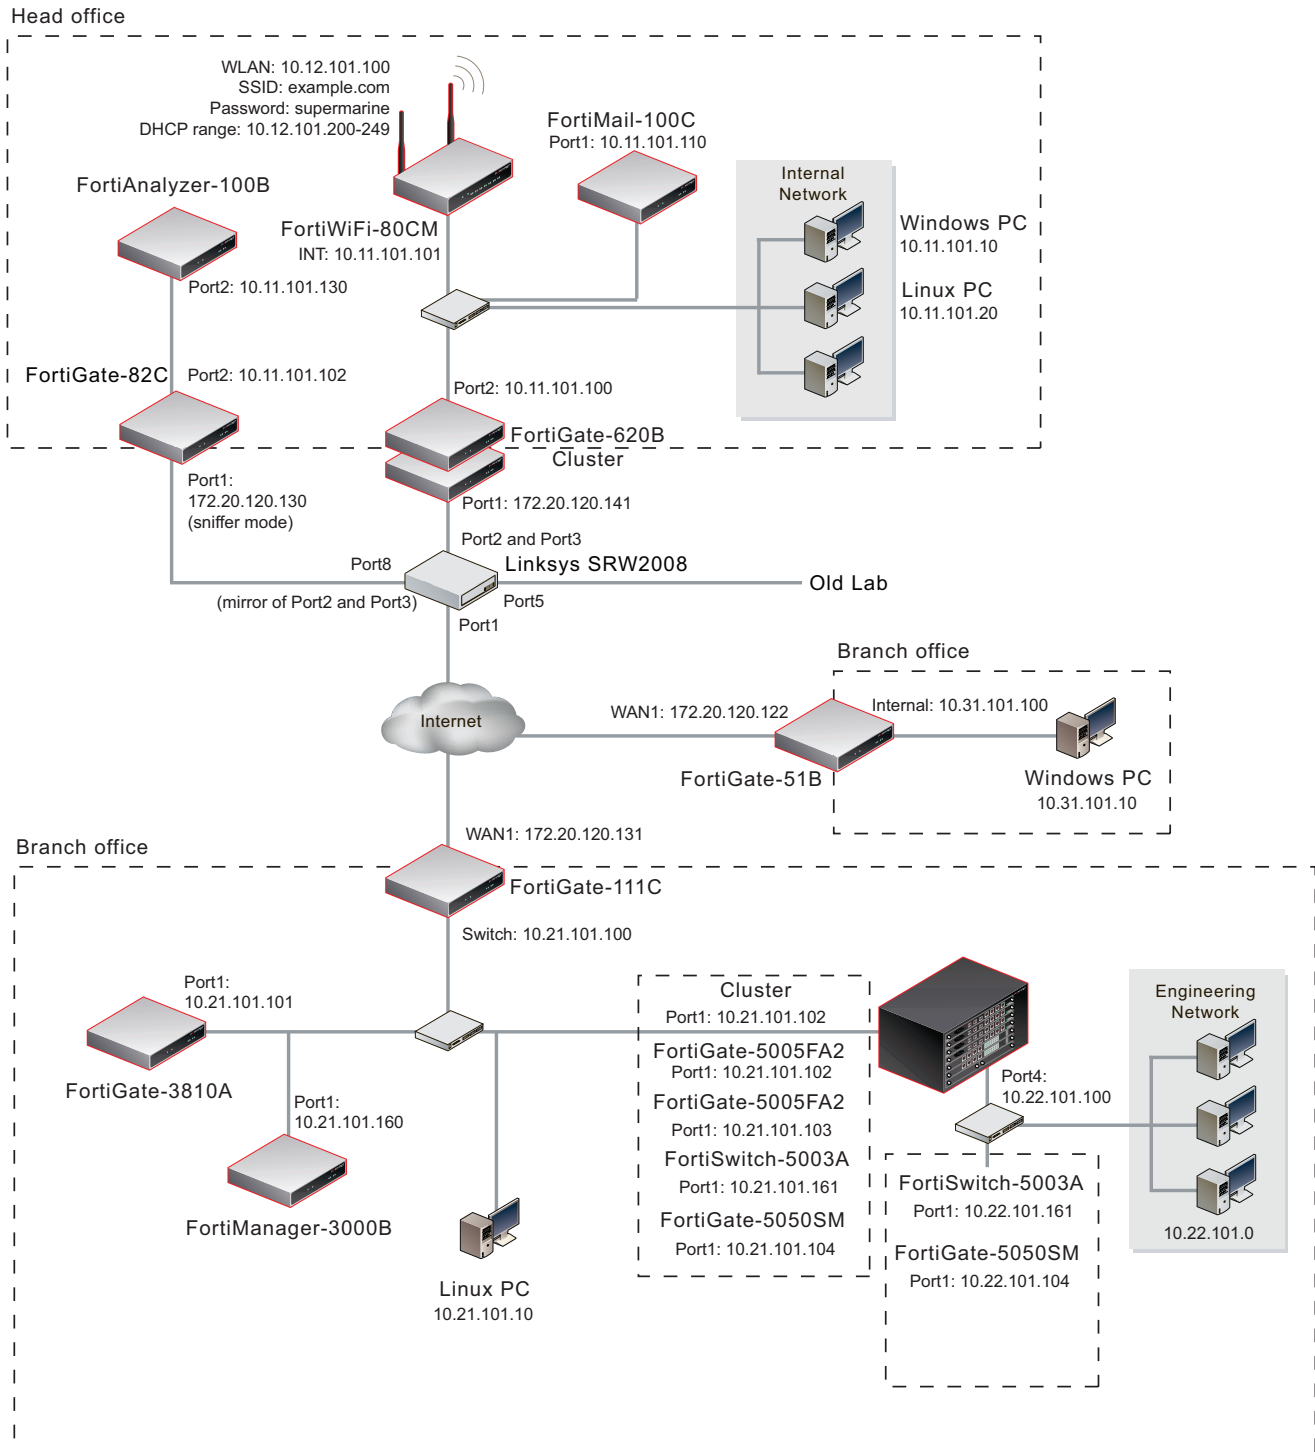 Head office
WLAN: 10.12.101.100
SSID: example.com
Password: supermarine
DHCP range: 10.12.101.200-249
FortiMail-100C
Port1: 10.11.101.110
Internal
Network
FortiAnalyzer-100B
FortiWiFi-80CM
INT: 10.11.101.101
Windows PC
10.11.101.10
Port2: 10.11.101.130
Linux PC
10.11.101.20
FortiGate-82C
Port2: 10.11.101.102
Port2: 10.11.101.100
FortiGate-620B
Cluster
Port1:
172.20.120.130
(sniffer mode)
Port1: 172.20.120.141
Port2 and Port3
Port8
Linksys SRW2008
Old Lab
(mirror of Port2 and Port3)
Port5
Port1
Branch office
Internet
WAN1: 172.20.120.122
Internal: 10.31.101.100
FortiGate-51B
Windows PC
10.31.101.10
WAN1: 172.20.120.131
Branch office
FortiGate-111C
Switch: 10.21.101.100
Port1:
10.21.101.101
FortiGate-3810A
Port1:
10.21.101.160
FortiManager-3000B
Linux PC
10.21.101.10
Cluster
Port1: 10.21.101.102
FortiGate-5005FA2
Port1: 10.21.101.102
FortiGate-5005FA2
Port1: 10.21.101.103
FortiSwitch-5003A
Port1: 10.21.101.161
FortiGate-5050SM
Port1: 10.21.101.104
Port4:
10.22.101.100
FortiSwitch-5003A
Port1: 10.22.101.161
FortiGate-5050SM
Port1: 10.22.101.104
Engineering
Network
10.22.101.0